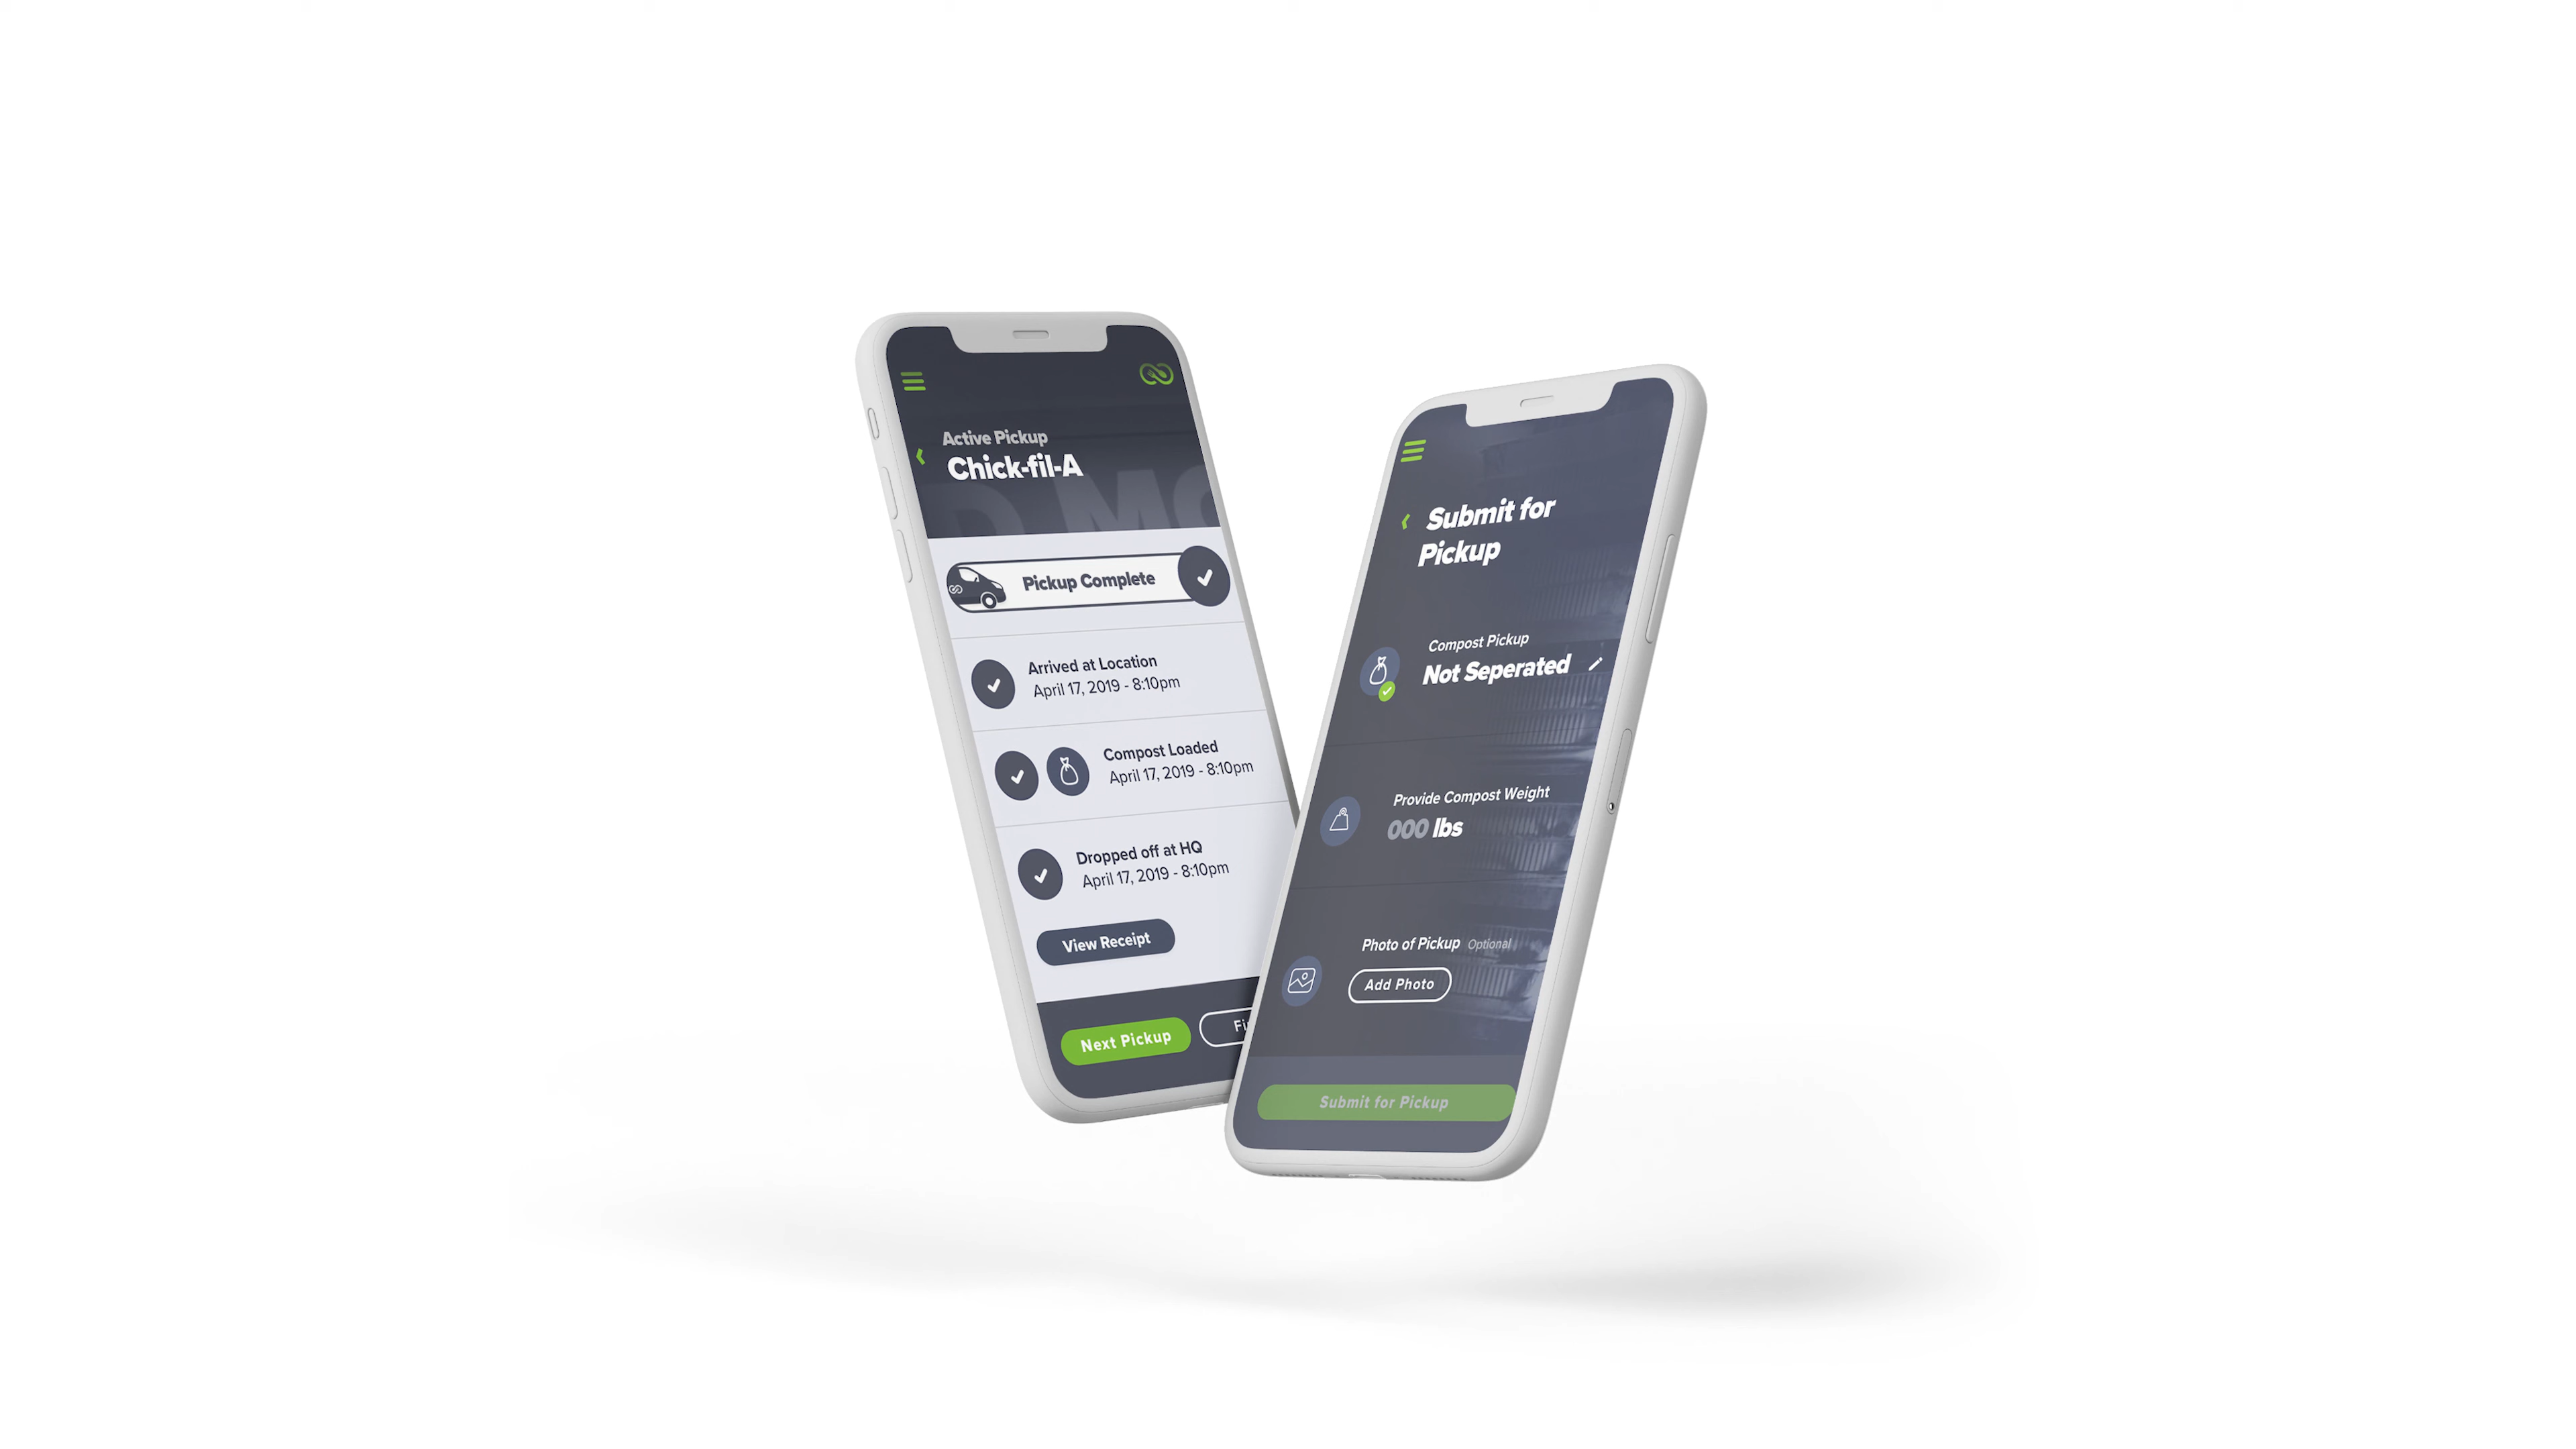 Active Pickup
Chick-fil-A
Pickup Complete
Arrived at Location
April 17, 2019 - 8:10pm
Compost Loaded
April 17, 2019 - 8:10pm
Dropped off at HQ
April 17, 2019 - 8:10pm
View Receipt
Next Pickup
Submit for
Pickup
Compost Pickup
Not Seperated
Provide Compost Weight
000 lbs
Photo of Pickup Optional
Add Photo
Submit for Pickup